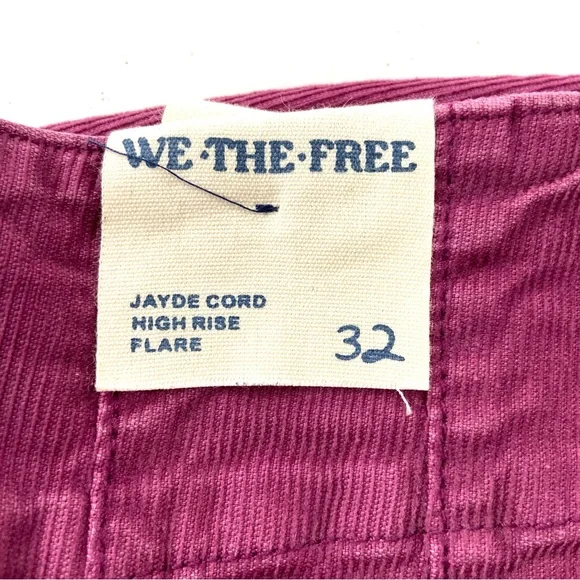 WE·THE·FREE
JAYDE CORD
HIGH RISE
FLARE
32